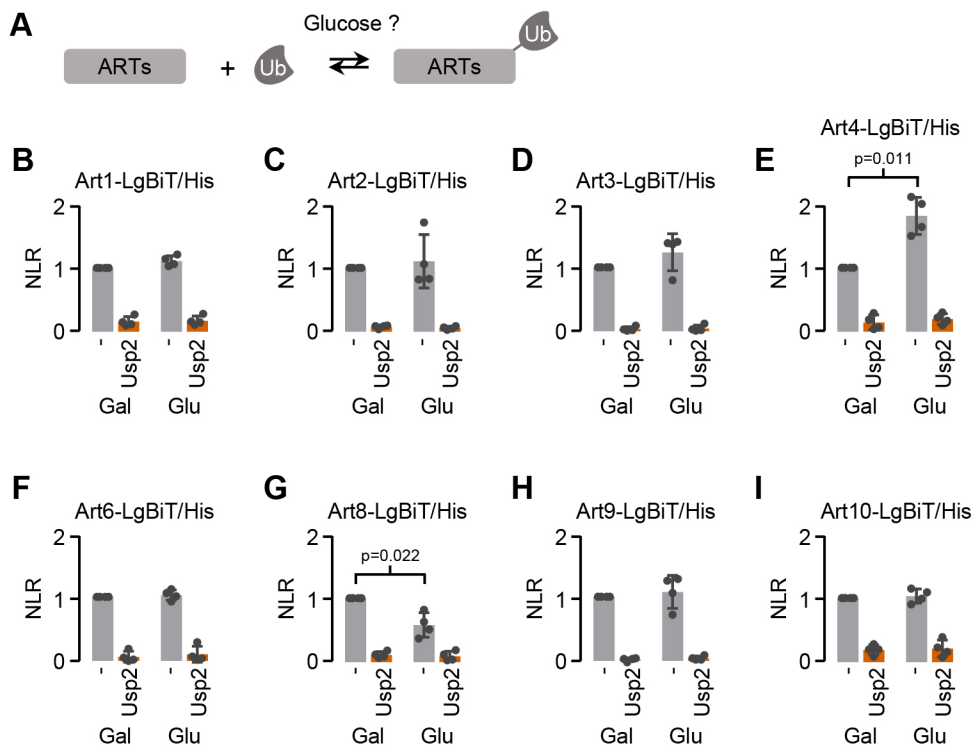 A
Glucose ?
ARTs + Ub ARTs Ub
B
Art1-LgBiT/His
NLR
2
1
0
- Usp2 - Usp2
Gal Glu
C
Art2-LgBiT/His
NLR
2
1
0
- Usp2 - Usp2
Gal Glu
D
Art3-LgBiT/His
NLR
2
1
0
- Usp2 - Usp2
Gal Glu
E
Art4-LgBiT/His
p=0.011
NLR
2
1
0
- Usp2 - Usp2
Gal Glu
F
Art6-LgBiT/His
NLR
2
1
0
- Usp2 - Usp2
Gal Glu
G
Art8-LgBiT/His
p=0.022
NLR
2
1
0
- Usp2 - Usp2
Gal Glu
H
Art9-LgBiT/His
NLR
2
1
0
- Usp2 - Usp2
Gal Glu
I
Art10-LgBiT/His
NLR
2
1
0
- Usp2 - Usp2
Gal Glu